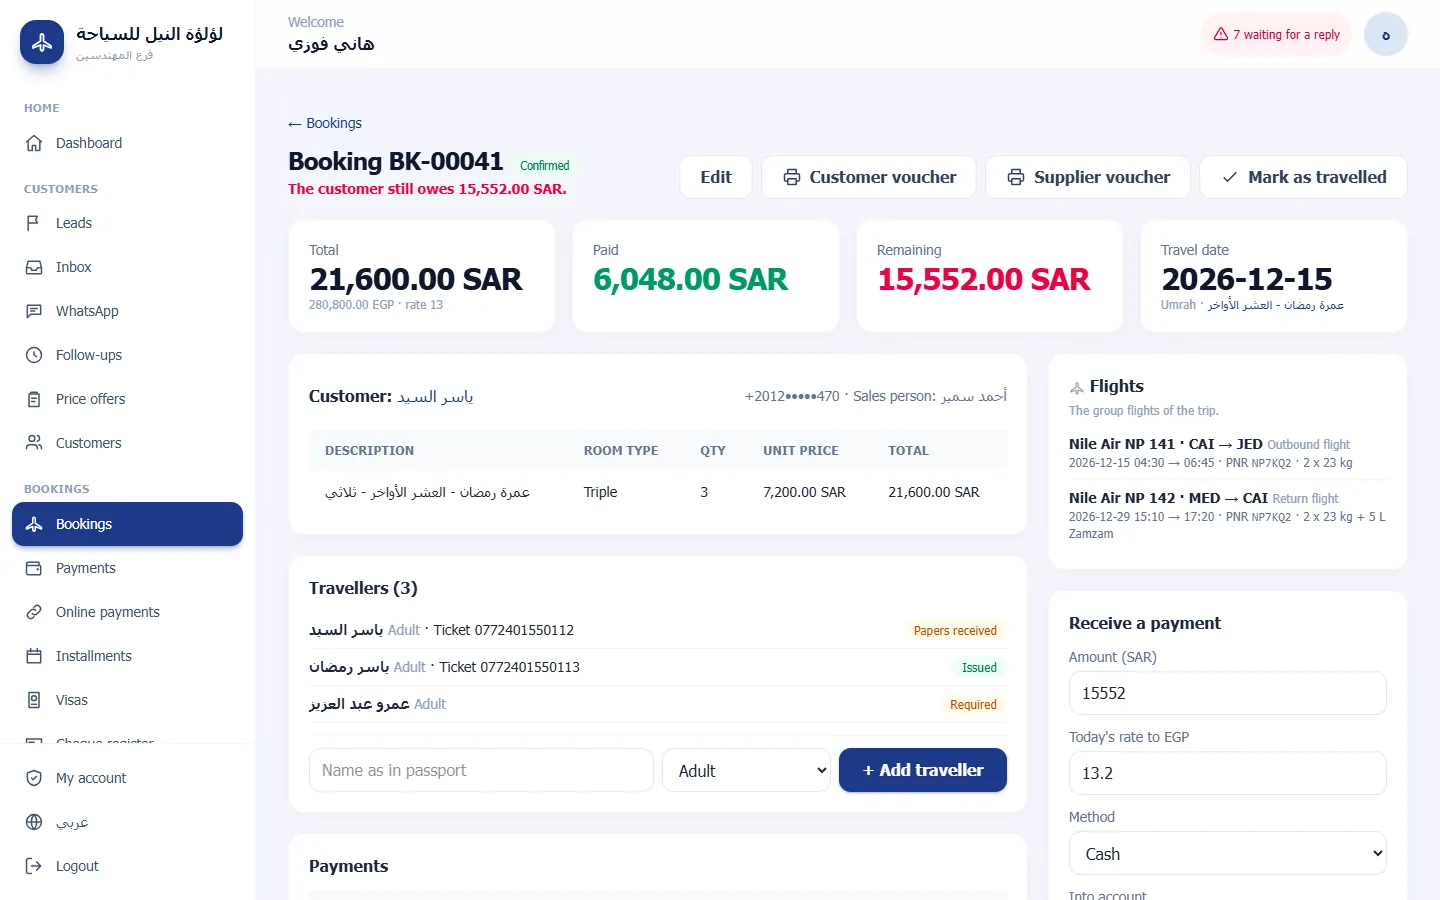 لؤلؤة النيل للسياحة
فرع المهندسين
HOME
Dashboard
CUSTOMERS
Leads
Inbox
WhatsApp
Follow-ups
Price offers
Customers
BOOKINGS
Bookings
Payments
Online payments
Installments
Visas
Cheque register
My account
عربي
Logout
Welcome
هاني فوزي
7 waiting for a reply
ه
← Bookings
Booking BK-00041 Confirmed
The customer still owes 15,552.00 SAR.
Edit
Customer voucher
Supplier voucher
Mark as travelled
Total
21,600.00 SAR
280,800.00 EGP · rate 13
Paid
6,048.00 SAR
Remaining
15,552.00 SAR
Travel date
2026-12-15
Umrah · عمرة رمضان - العشر الأواخر
Customer: ياسر السيد
+2012•••••470 · Sales person: أحمد سمير
DESCRIPTION ROOM TYPE QTY UNIT PRICE TOTAL
عمرة رمضان - العشر الأواخر - ثلاثي Triple 3 7,200.00 SAR 21,600.00 SAR
Travellers (3)
ياسر السيد Adult · Ticket 0772401550112 Papers received
ياسر رمضان Adult · Ticket 0772401550113 Issued
عمرو عبد العزيز Adult Required
Name as in passport
Adult
+ Add traveller
Payments
Flights
The group flights of the trip.
Nile Air NP 141 · CAI → JED Outbound flight
2026-12-15 04:30 → 06:45 · PNR NP7KQ2 · 2 x 23 kg
Nile Air NP 142 · MED → CAI Return flight
2026-12-29 15:10 → 17:20 · PNR NP7KQ2 · 2 x 23 kg + 5 L
Zamzam
Receive a payment
Amount (SAR)
15552
Today's rate to EGP
13.2
Method
Cash
Into account